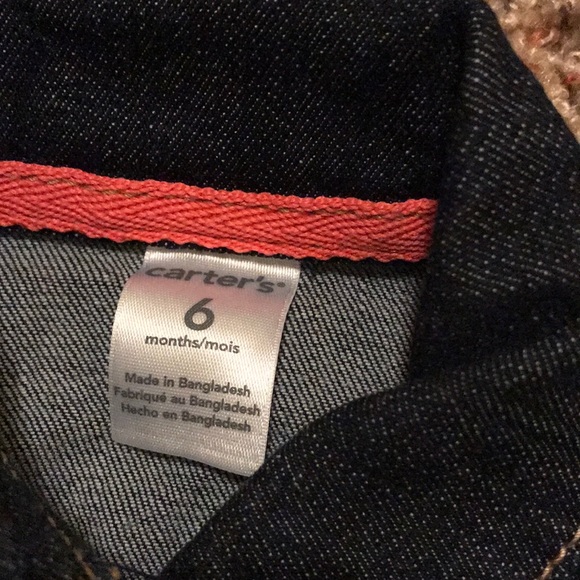 carter's®
6
months/mois
Made in Bangladesh
Fabriqué au Bangladesh
Hecho en Bangladesh